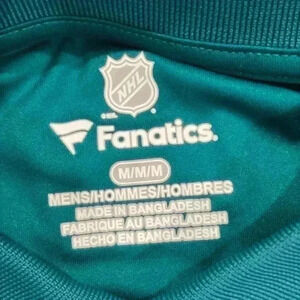 NHL
Fanatics.
M/M/M
MENS/HOMMES/HOMBRES
MADE IN BANGLADESH
FABRIQUE AU BANGLADESH
HECHO EN BANGLADESH